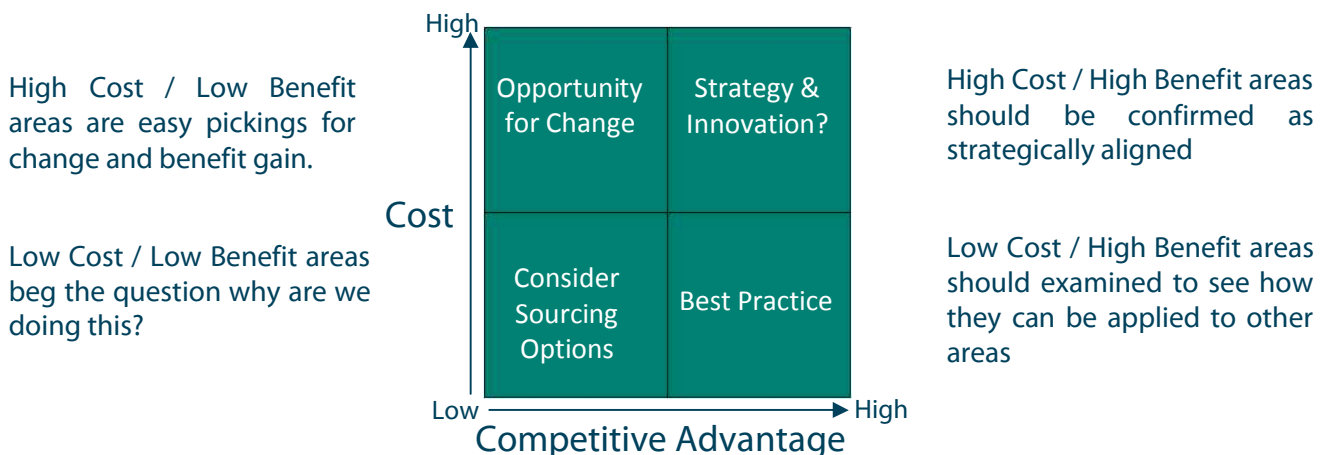 High
High Cost / Low Benefit
areas are easy pickings for
change and benefit gain.
Low Cost / Low Benefit areas
beg the question why are we
doing this?
Cost
Opportunity
for Change
Strategy &
Innovation?
Consider
Sourcing
Options
Best Practice
High Cost / High Benefit areas
should be confirmed as
strategically aligned
Low Cost / High Benefit areas
should examined to see how
they can be applied to other
areas
Low
High
Competitive Advantage